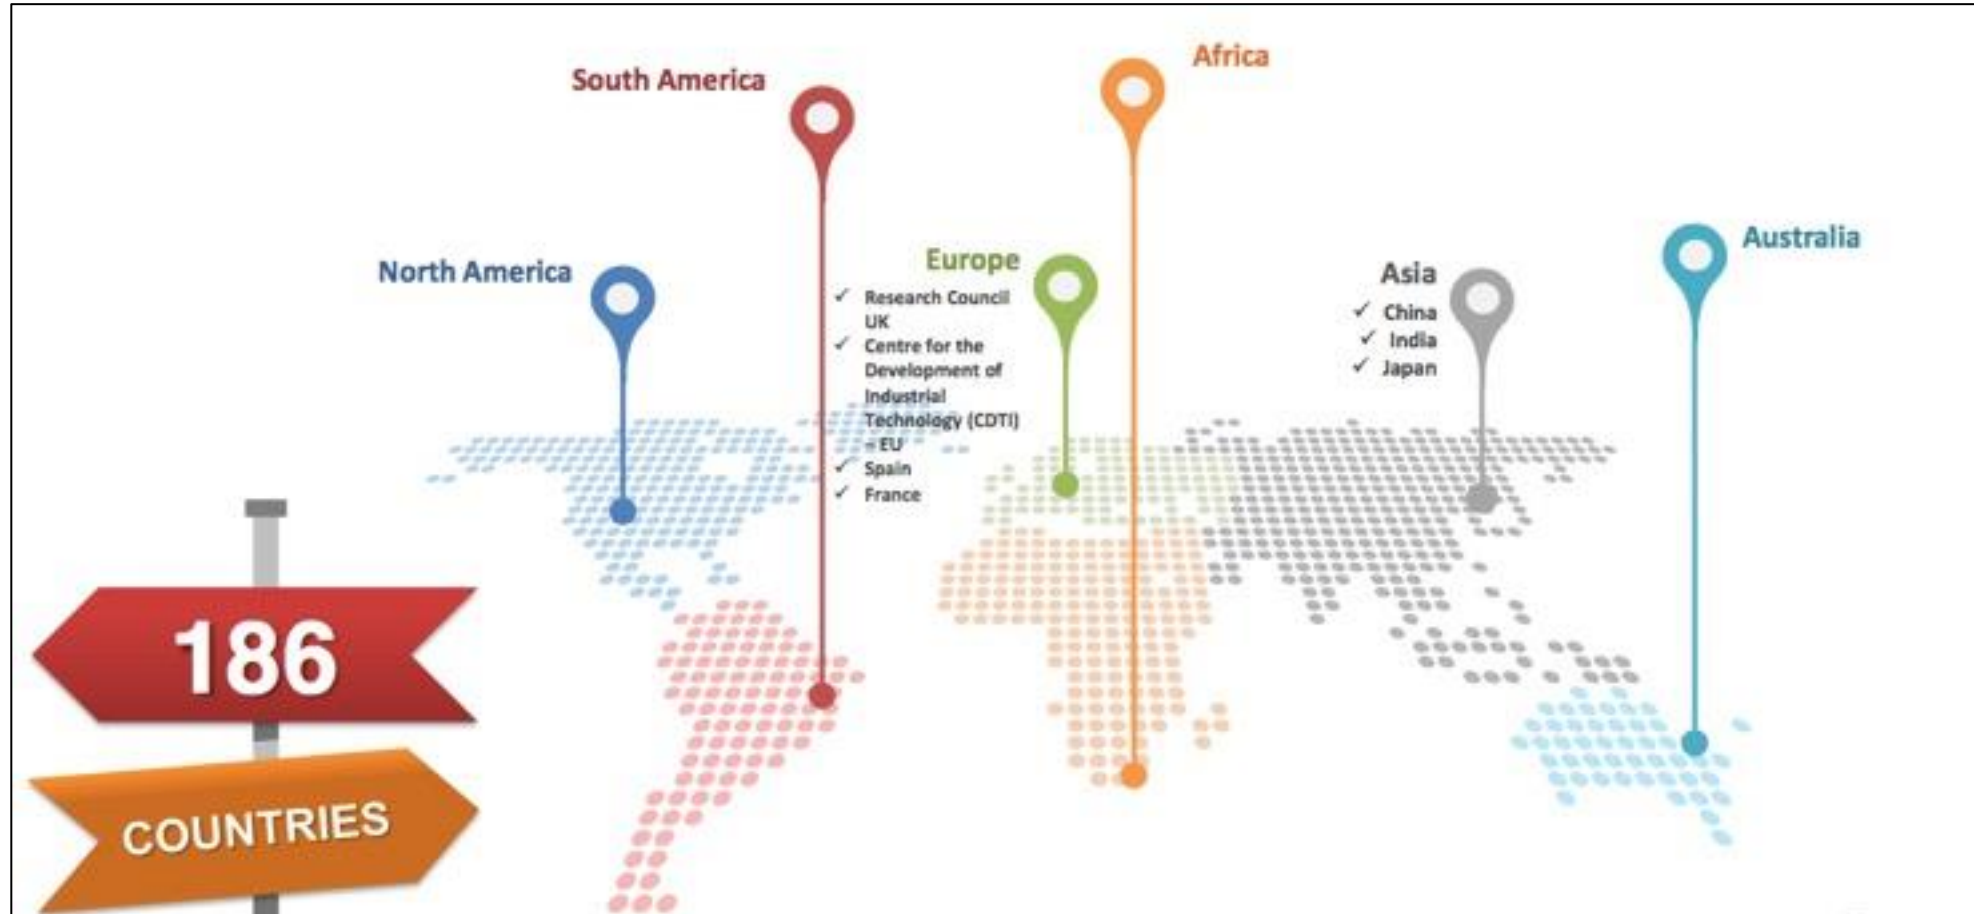 South America
Africa
North America
Europe
✓ Research Council
UK
✓ Centre for the
Development of
Industrial
Technology (CDTI)
– EU
✓ Spain
✓ France
Asia
✓ China
✓ India
✓ Japan
Australia
186
COUNTRIES